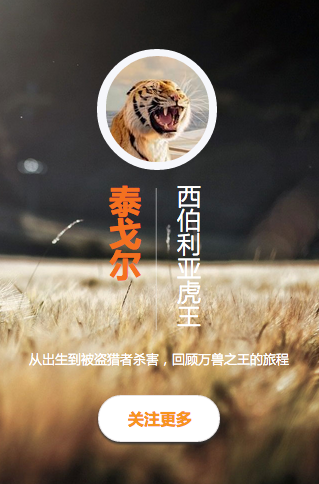 泰戈尔
西伯利亚虎王
从出生到被盗猎者杀害，回顾万兽之王的旅程
关注更多